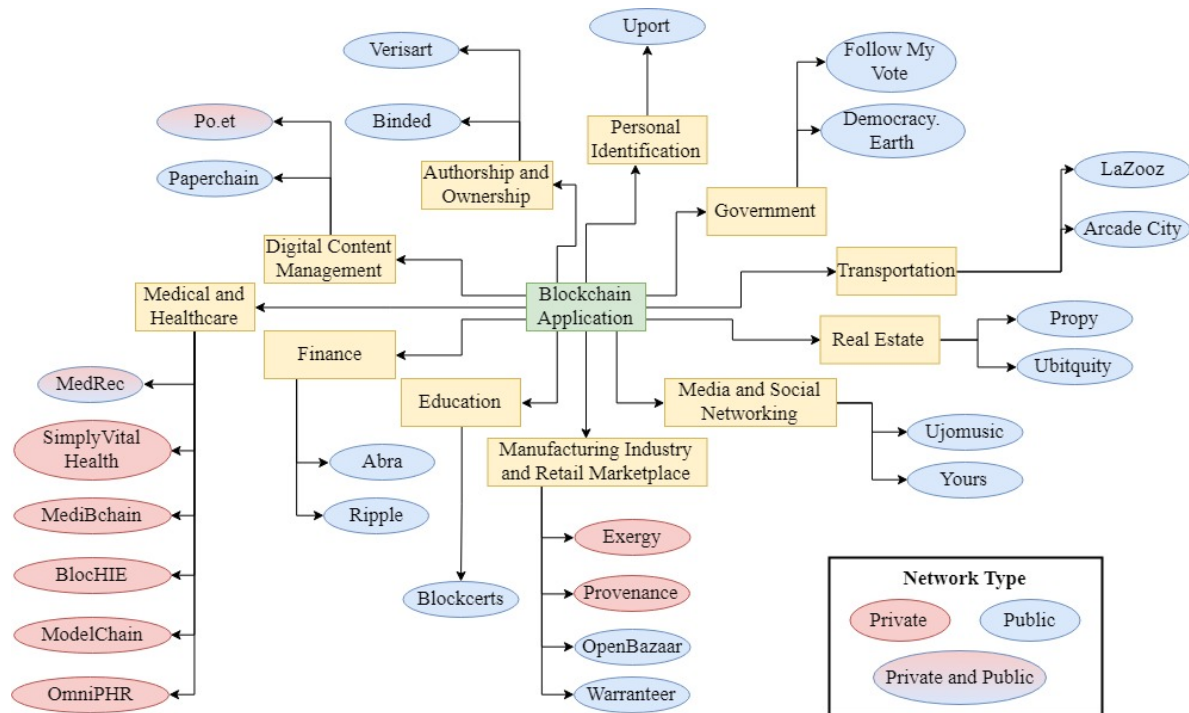 Uport
Verisart
Follow My
Vote
Po.et
Binded
Personal
Identification
Democracy.
Earth
Paperchain
Authorship and
Ownership
LaZooz
Government
Arcade City
Digital Content
Management
Transportation
Medical and
Healthcare
Blockchain
Application
Propy
Finance
Real Estate
Ubitquity
MedRec
Education
Media and Social
Networking
SimplyVital
Health
Ujomusic
Manufacturing Industry
and Retail Marketplace
Abra
Yours
MediBchain
Ripple
Exergy
BlocHIE
Blockcerts
Provenance
ModelChain
OpenBazaar
OmniPHR
Warranteer
Network Type
Private
Public
Private and Public